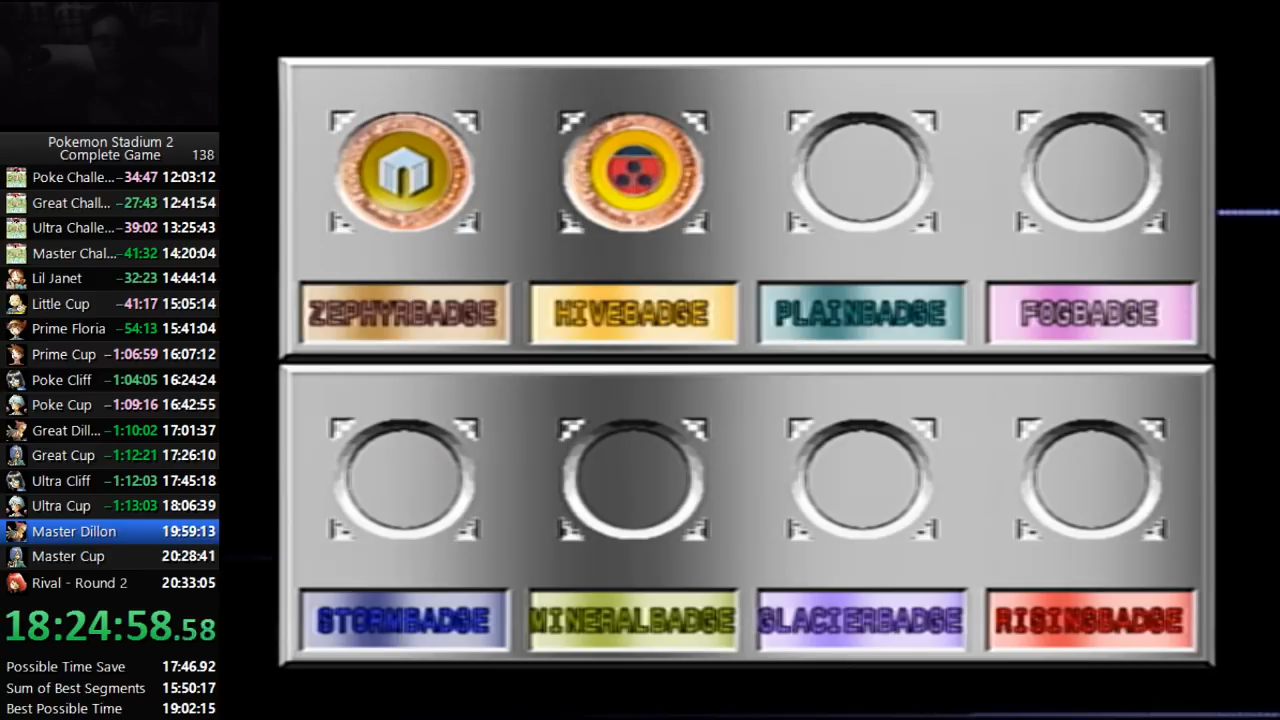 Pokemon Stadium 2
Complete Game 138
Poke Challe... −34:47 12:03:12
Great Chall... −27:43 12:41:54
Ultra Challe... −39:02 13:25:43
Master Chal... −41:32 14:20:04
Lil Janet −32:23 14:44:14
Little Cup −41:17 15:05:14
Prime Floria −54:13 15:41:04
Prime Cup −1:06:59 16:07:12
Poke Cliff −1:04:05 16:24:24
Poke Cup −1:09:16 16:42:55
Great Dill... −1:10:02 17:01:37
Great Cup −1:12:21 17:26:10
Ultra Cliff −1:12:03 17:45:18
Ultra Cup −1:13:03 18:06:39
Master Dillon 19:59:13
Master Cup 20:28:41
Rival - Round 2 20:33:05
18:24:58.58
Possible Time Save 17:46.92
Sum of Best Segments 15:50:17
Best Possible Time 19:02:15
ZEPHYRBADGE HIVEBADGE PLAINBADGE FOGBADGE
STORMBADGE MINERALBADGE GLACIERBADGE RISINGBADGE